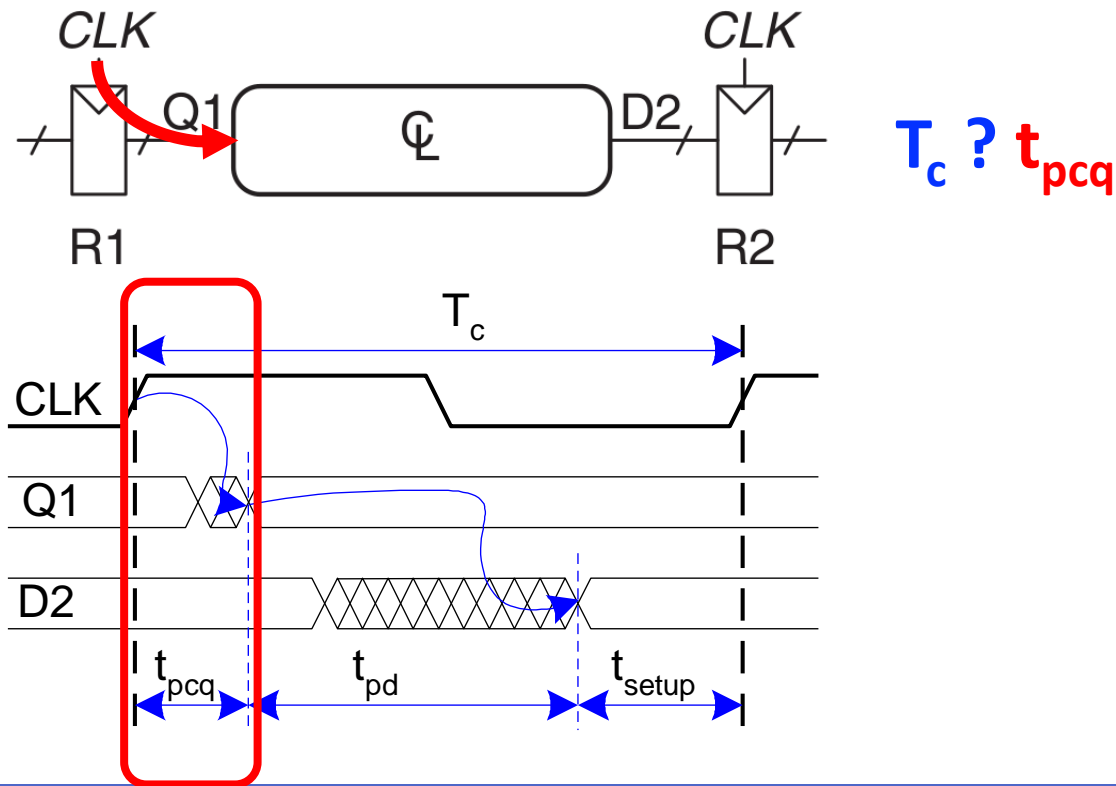 CLK CLK
Q1 CL D2
Tc ? tpcq
R1 R2
Tc
CLK
Q1
D2
tpcq tpd tsetup